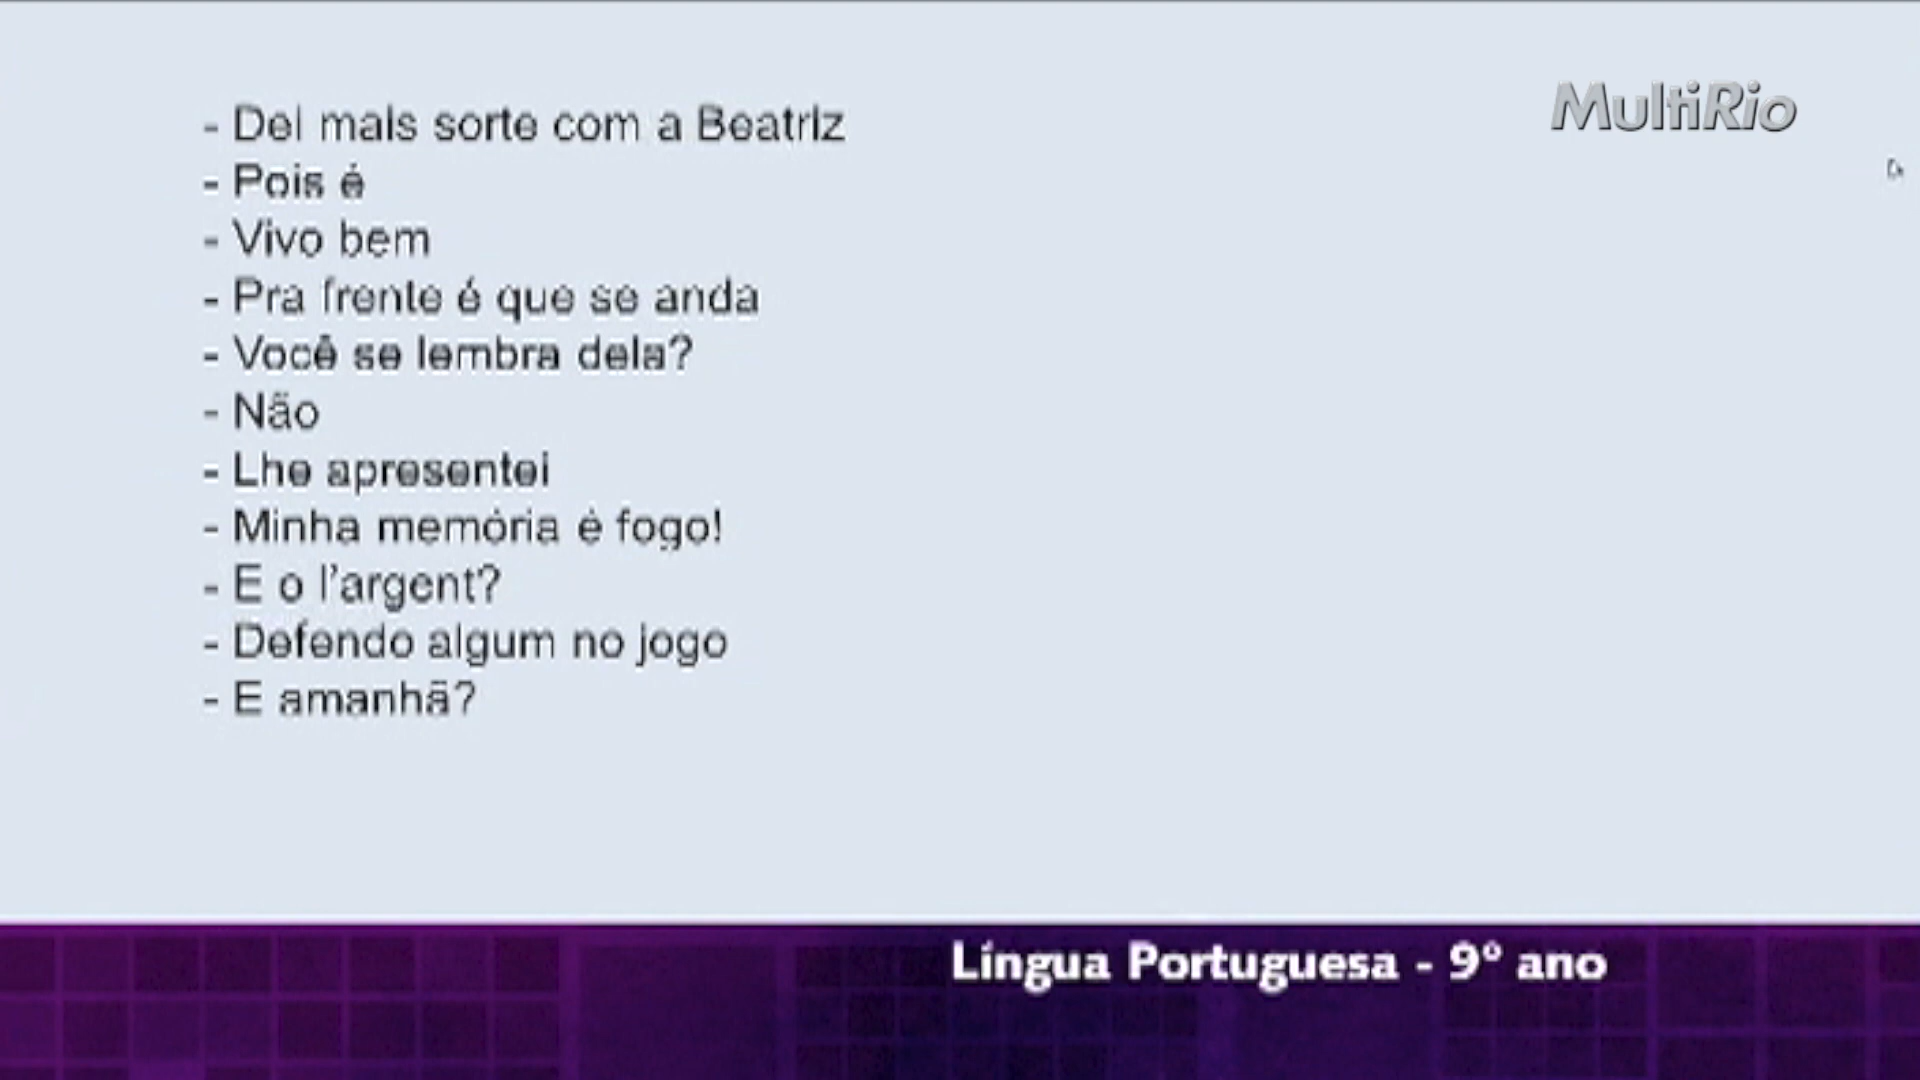 MultiRio
- Dei mais sorte com a Beatriz
- Pois é
- Vivo bem
- Pra frente é que se anda
- Você se lembra dela?
- Não
- Lhe apresentei
- Minha memória é fogo!
- E o l'argent?
- Defendo algum no jogo
- E amanhã?
Língua Portuguesa - 9º ano